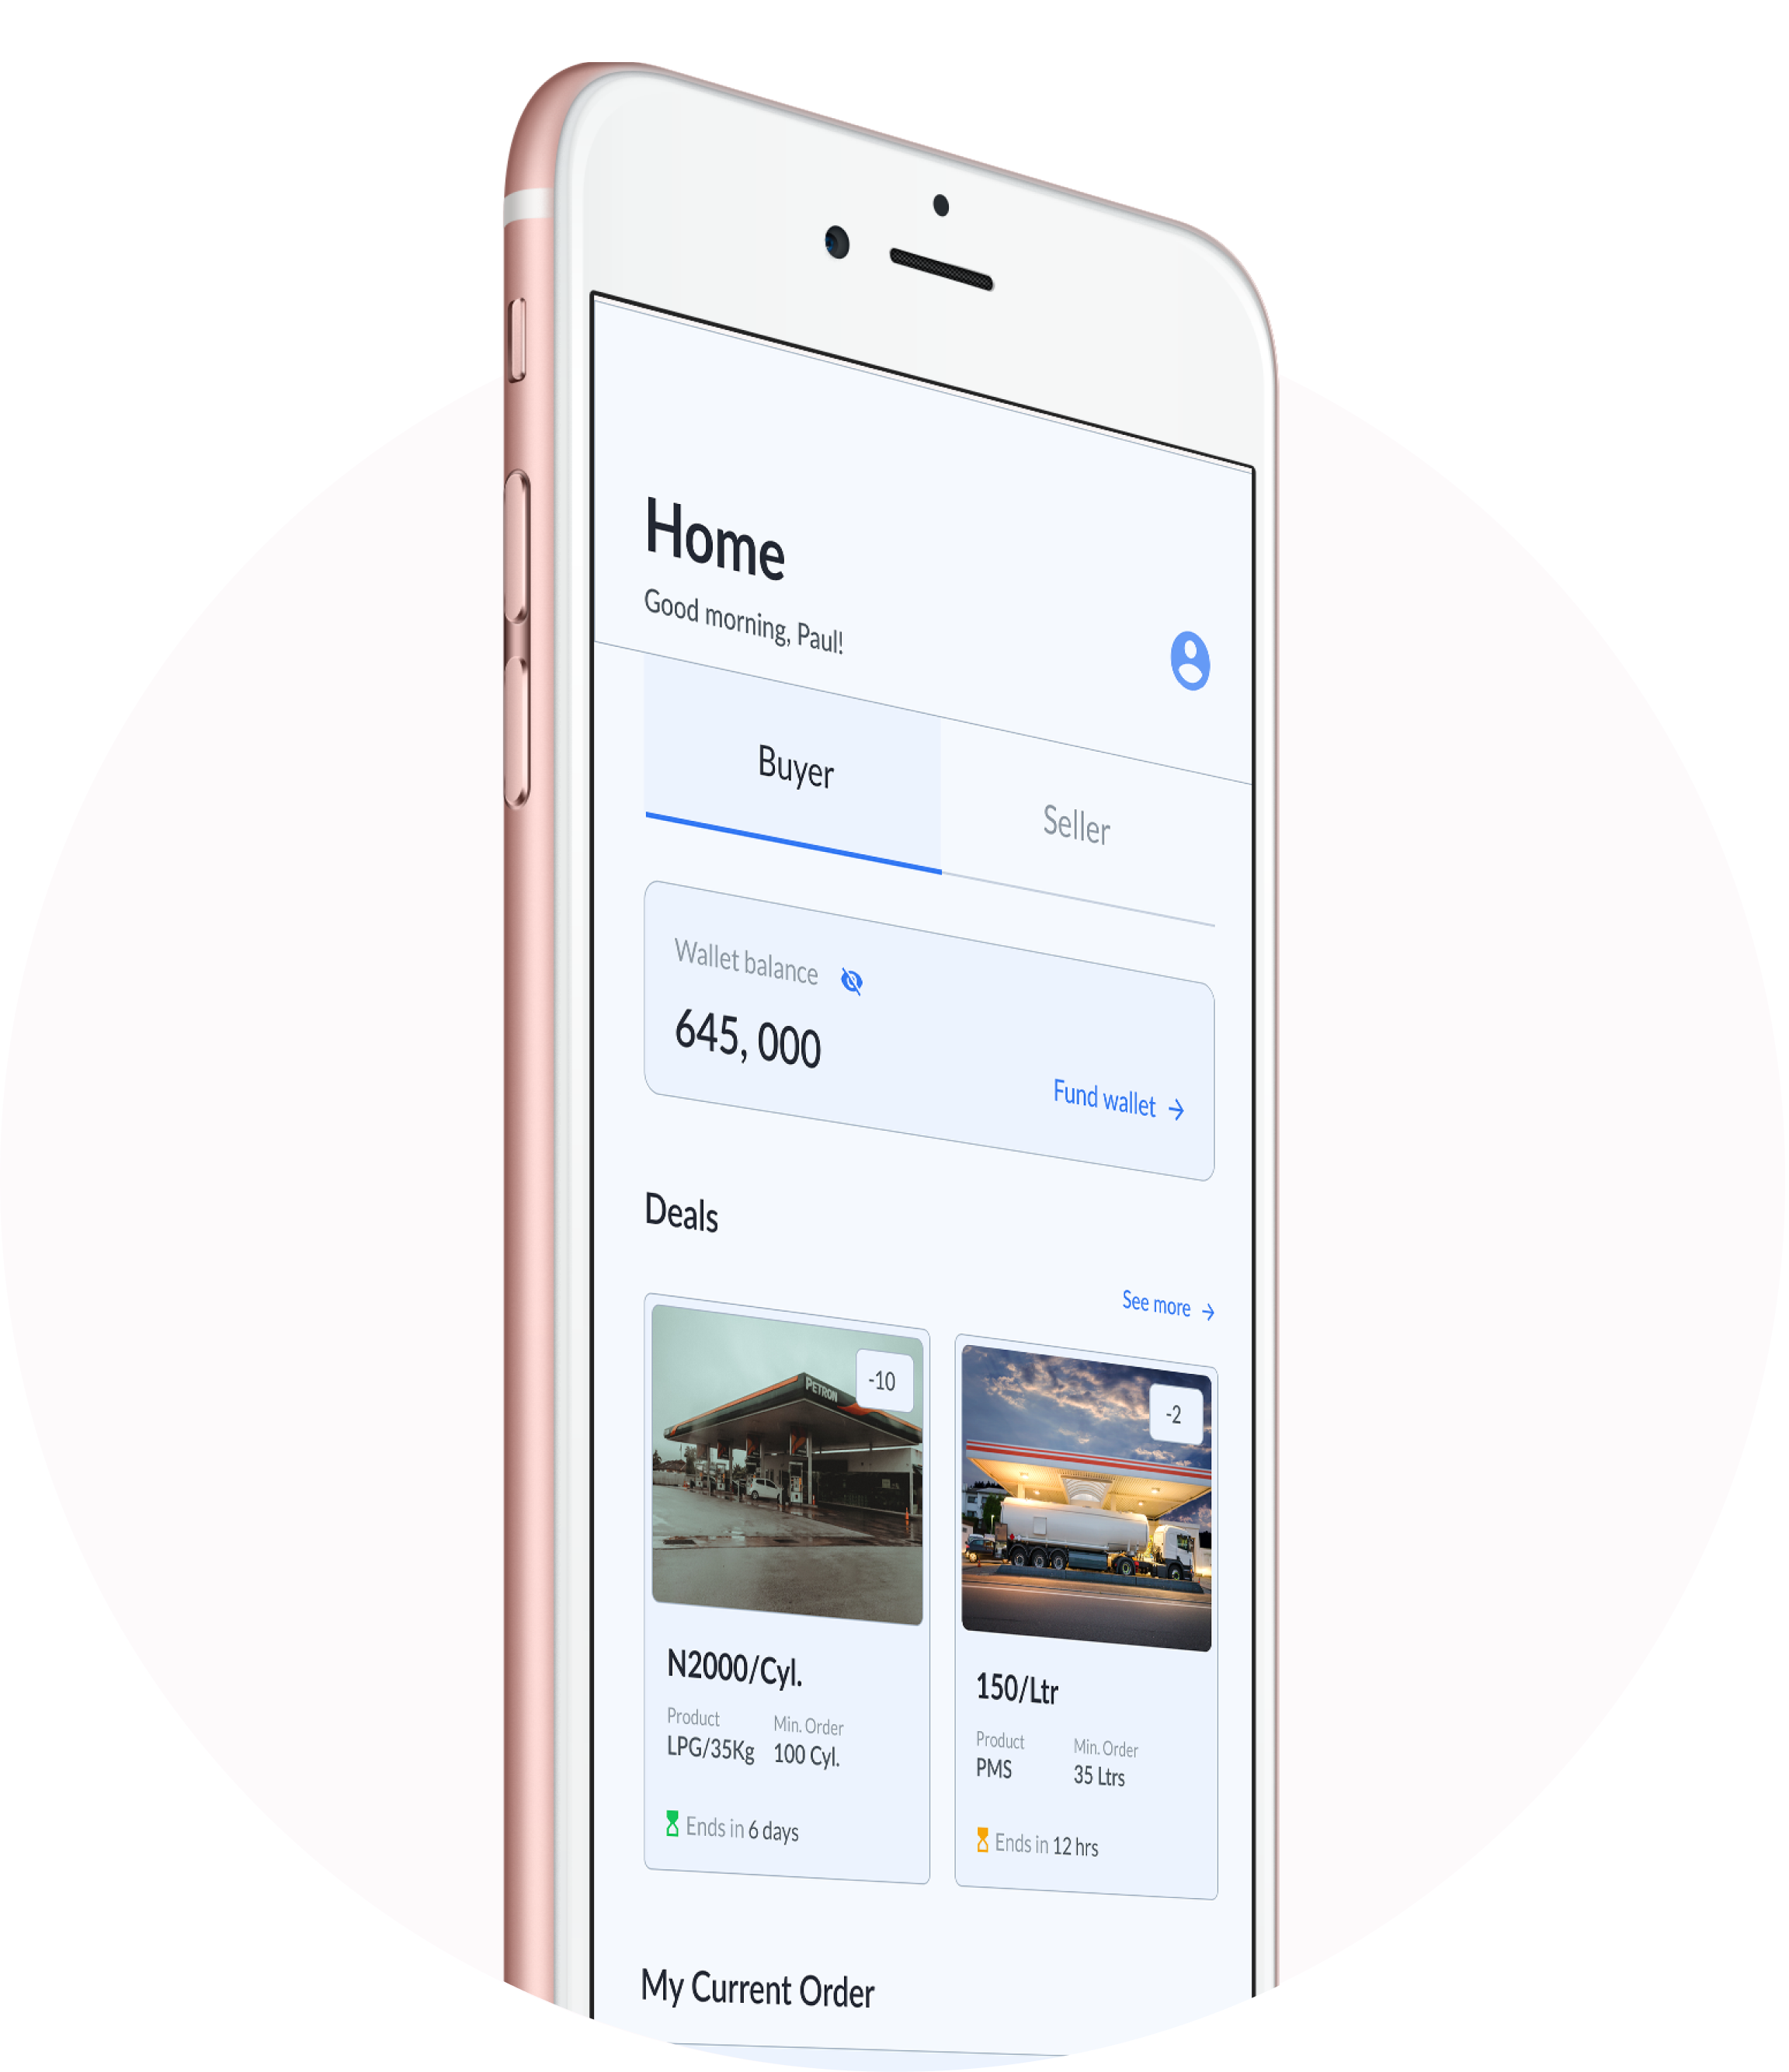 Home
Good morning, Paul!
Buyer
Seller
Wallet balance
645, 000
Fund wallet →
Deals
See more →
PETRON
-10
-2
N2000/Cyl.
Product
Min. Order
LPG/35Kg
100 Cyl.
Ends in 6 days
150/Ltr
Product
Min. Order
PMS
35 Ltrs
Ends in 12 hrs
My Current Order